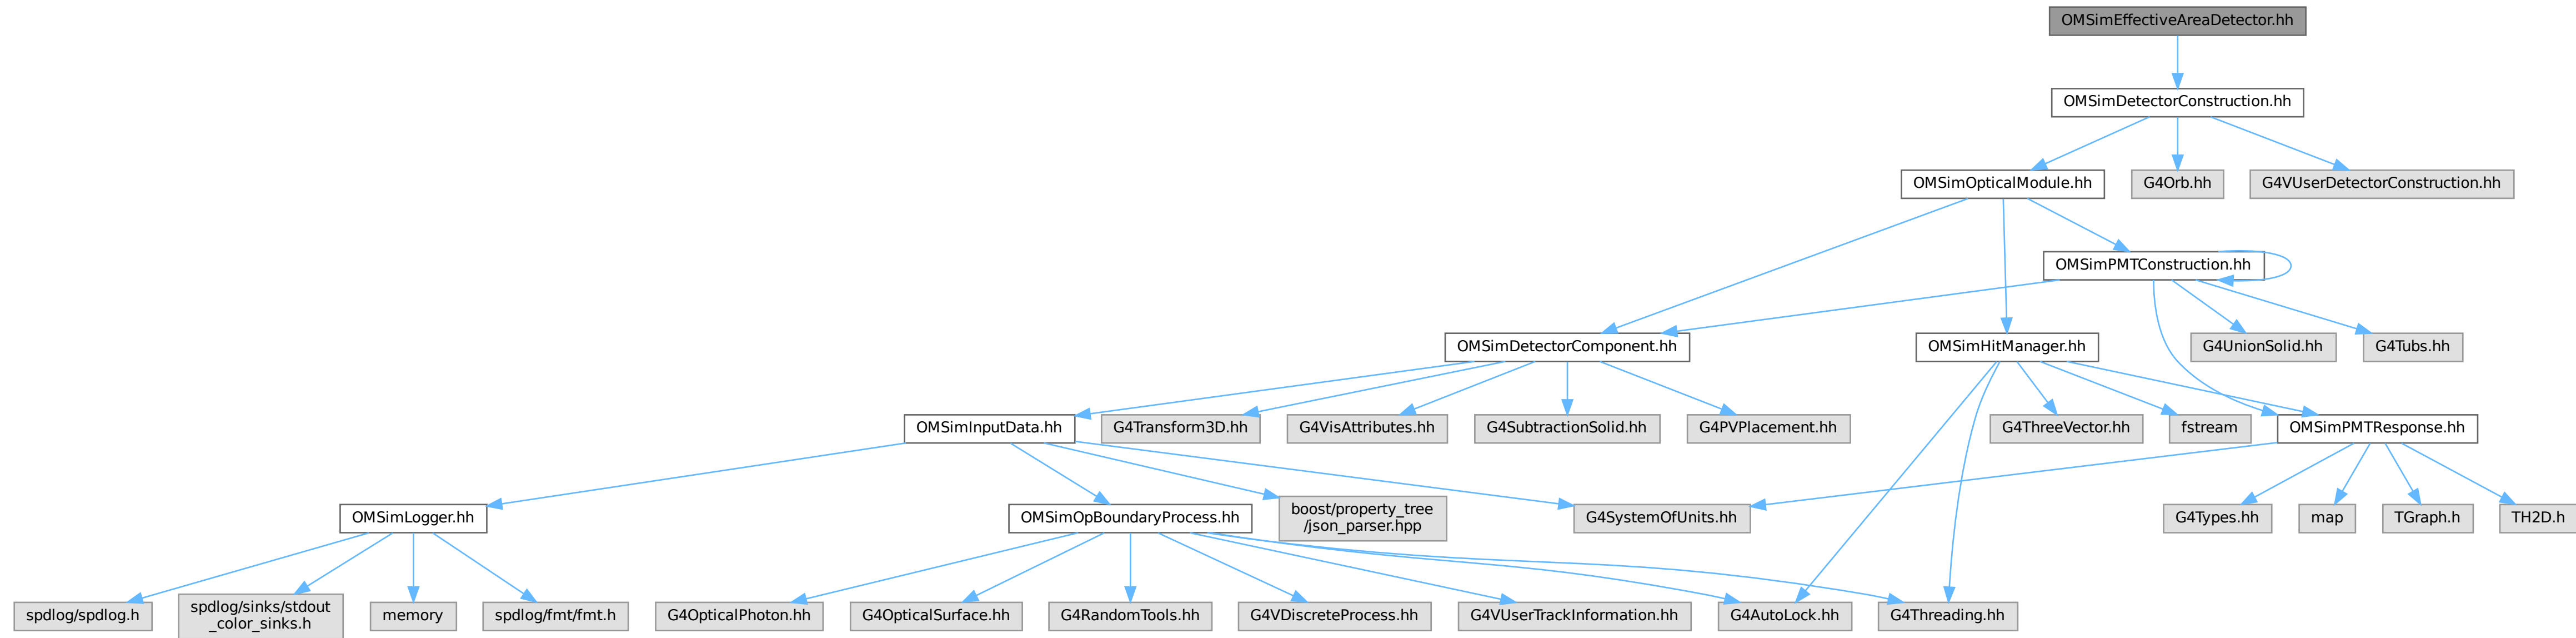 OMSimEffectiveAreaDetector.hh
OMSimDetectorConstruction.hh
OMSimOpticalModule.hh
G4Orb.hh
G4VUserDetectorConstruction.hh
OMSimPMTConstruction.hh
OMSimDetectorComponent.hh
OMSimHitManager.hh
G4UnionSolid.hh
G4Tubs.hh
OMSimInputData.hh
G4Transform3D.hh
G4VisAttributes.hh
G4SubtractionSolid.hh
G4PVPlacement.hh
G4ThreeVector.hh
fstream
OMSimPMTResponse.hh
OMSimLogger.hh
OMSimOpBoundaryProcess.hh
boost/property_tree
/json_parser.hpp
G4SystemOfUnits.hh
G4Types.hh
map
TGraph.h
TH2D.h
spdlog/spdlog.h
spdlog/sinks/stdout
_color_sinks.h
memory
spdlog/fmt/fmt.h
G4OpticalPhoton.hh
G4OpticalSurface.hh
G4RandomTools.hh
G4VDiscreteProcess.hh
G4VUserTrackInformation.hh
G4AutoLock.hh
G4Threading.hh